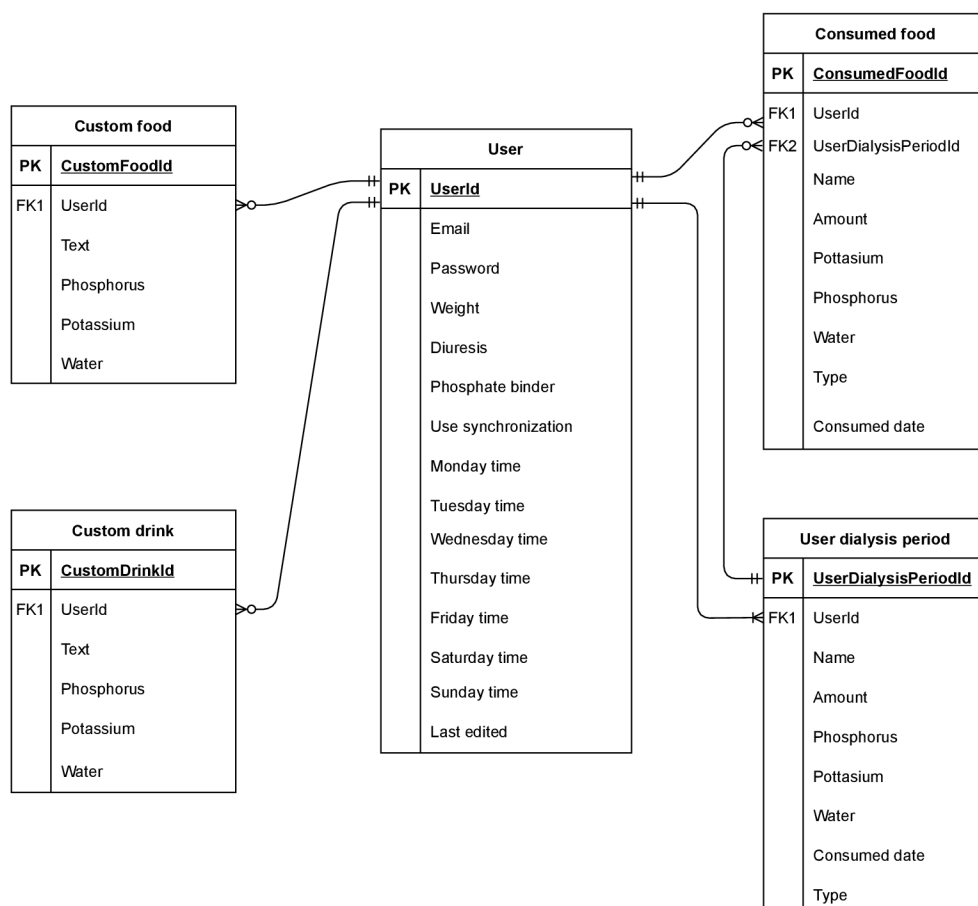 Custom food
PK CustomFoodId
FK1 UserId
Text
Phosphorus
Potassium
Water
Custom drink
PK CustomDrinkId
FK1 UserId
Text
Phosphorus
Potassium
Water
User
PK UserId
Email
Password
Weight
Diuresis
Phosphate binder
Use synchronization
Monday time
Tuesday time
Wednesday time
Thursday time
Friday time
Saturday time
Sunday time
Last edited
Consumed food
PK ConsumedFoodId
FK1 UserId
FK2 UserDialysisPeriodId
Name
Amount
Pottasium
Phosphorus
Water
Type
Consumed date
User dialysis period
PK UserDialysisPeriodId
FK1 UserId
Name
Amount
Phosphorus
Pottasium
Water
Consumed date
Type